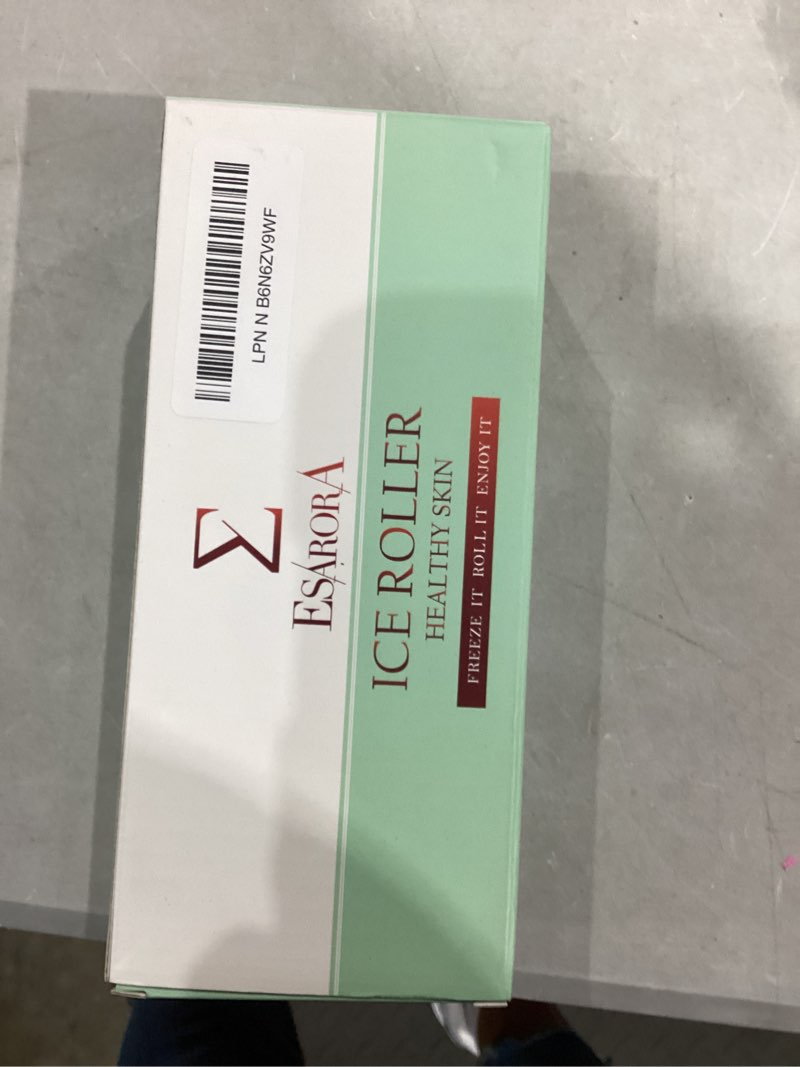 LPN N B6N6ZV9WF
Σ
ESARORA
ICE ROLLER
HEALTHY SKIN
FREEZE IT ROLL IT ENJOY IT